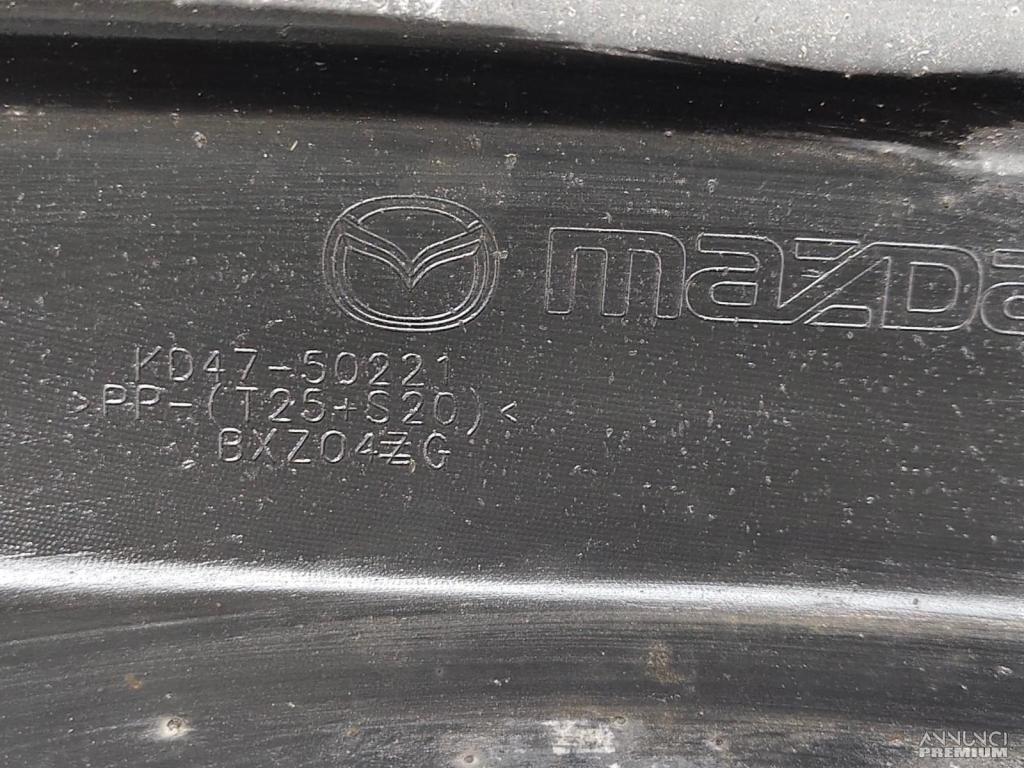 mazda
KD47-50221
>PP-(T25+S20)<
BXZ04ZG
ANNUNCI
PREMIUM